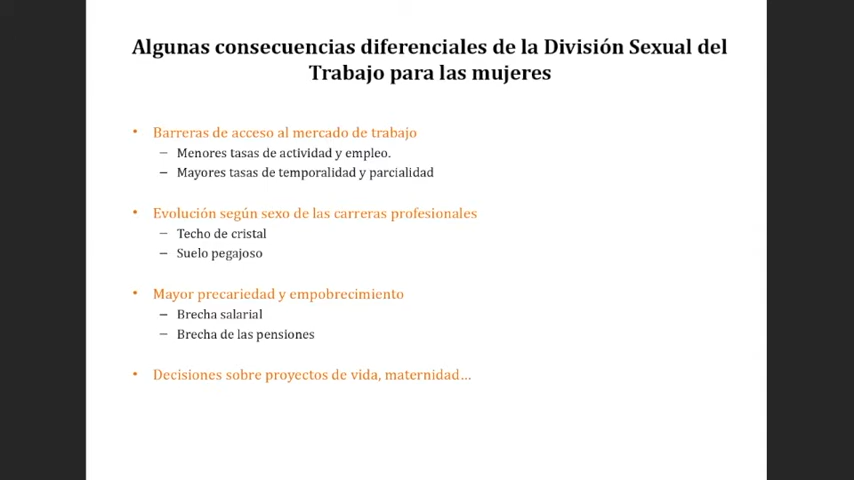 Algunas consecuencias diferenciales de la División Sexual del
Trabajo para las mujeres
• Barreras de acceso al mercado de trabajo
– Menores tasas de actividad y empleo.
– Mayores tasas de temporalidad y parcialidad
• Evolución según sexo de las carreras profesionales
– Techo de cristal
– Suelo pegajoso
• Mayor precariedad y empobrecimiento
– Brecha salarial
– Brecha de las pensiones
• Decisiones sobre proyectos de vida, maternidad…